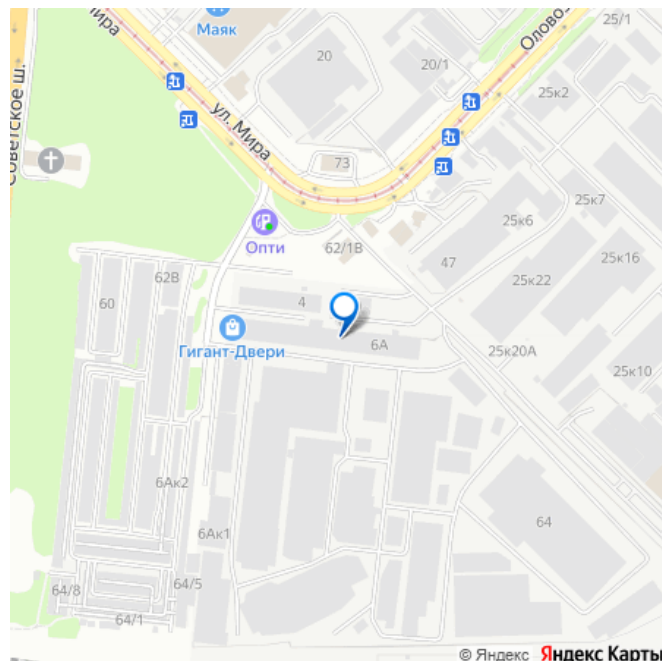 Мира
Маяк
20
20/1
25/1
Олово
25к2
Советское ш.
ул. Мира
73
25к7
25к6
Опти
62/1В
47
25к16
25к22
62В
60
4
Гигант-Двери
6А
25к20А
25к10
6Ак2
6Ак1
64
64/8
64/5
64/1
© Яндекс Яндекс Карты